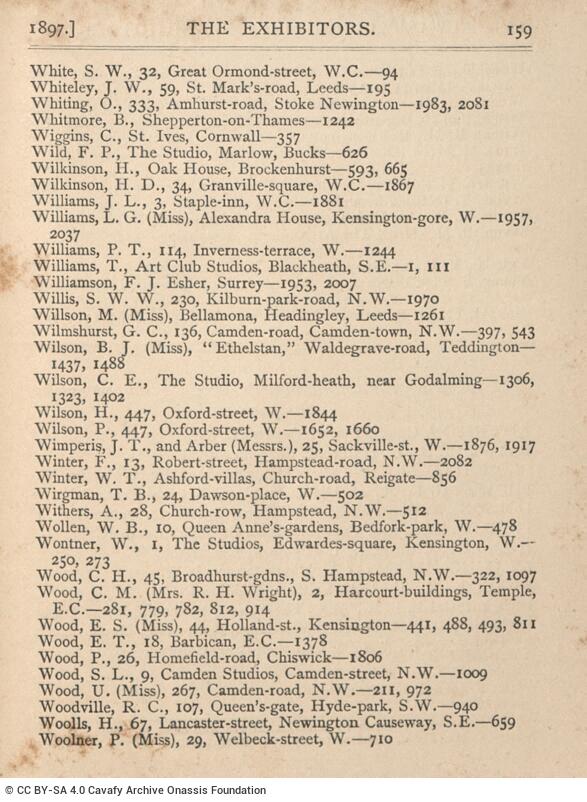 1897.] THE EXHIBITORS. 159
White, S. W., 32, Great Ormond-street, W.C.—94
Whiteley, J. W., 59, St. Mark's-road, Leeds—195
Whiting, O., 333, Amhurst-road, Stoke Newington—1983, 2081
Whitmore, B., Shepperton-on-Thames—1242
Wiggins, C., St. Ives, Cornwall—357
Wild, F. P., The Studio, Marlow, Bucks—626
Wilkinson, H., Oak House, Brockenhurst—593, 665
Wilkinson, H. D., 34, Granville-square, W.C.—1867
Williams, J. L., 3, Staple-inn, W.C.—1881
Williams, L. G. (Miss), Alexandra House, Kensington-gore, W.—1957,
2037
Williams, P. T., 114, Inverness-terrace, W.—1244
Williams, T., Art Club Studios, Blackheath, S.E.—1, 111
Williamson, F. J. Esher, Surrey—1953, 2007
Willis, S. W. W., 230, Kilburn-park-road, N.W.—1970
Willson, M. (Miss), Bellamona, Headingley, Leeds—1261
Wilmshurst, G. C., 136, Camden-road, Camden-town, N.W.—397, 543
Wilson, B. J. (Miss), "Ethelstan," Waldegrave-road, Teddington—
1437, 1488
Wilson, C. E., The Studio, Milford-heath, near Godalming—1306,
1323, 1402
Wilson, H., 447, Oxford-street, W.—1844
Wilson, P., 447, Oxford-street, W.—1652, 1660
Wimperis, J. T., and Arber (Messrs.), 25, Sackville-st., W.—1876, 1917
Winter, F., 13, Robert-street, Hampstead-road, N.W.—2082
Winter, W. T., Ashford-villas, Church-road, Reigate—856
Wirgman, T. B., 24, Dawson-place, W.—502
Withers, A., 28, Church-row, Hampstead, N.W.—512
Wollen, W. B., 10, Queen Anne's-gardens, Bedfork-park, W.—478
Wontner, W., 1, The Studios, Edwardes-square, Kensington, W.—
250, 273
Wood, C. H., 45, Broadhurst-gdns., S. Hampstead, N.W.—322, 1097
Wood, C. M. (Mrs. R. H. Wright), 2, Harcourt-buildings, Temple,
E.C.—281, 779, 782, 812, 914
Wood, E. S. (Miss), 44, Holland-st., Kensington—441, 488, 493, 811
Wood, E. T., 18, Barbican, E.C.—1378
Wood, P., 26, Homefield-road, Chiswick—1806
Wood, S. L., 9, Camden Studios, Camden-street, N.W.—1009
Wood, U. (Miss), 267, Camden-road, N.W.—211, 972
Woodville, R. C., 107, Queen's-gate, Hyde-park, S.W.—940
Woolls, H., 67, Lancaster-street, Newington Causeway, S.E.—659
Woolner, P. (Miss), 29, Welbeck-street, W.—710
© CC BY-SA 4.0 Cavafy Archive Onassis Foundation